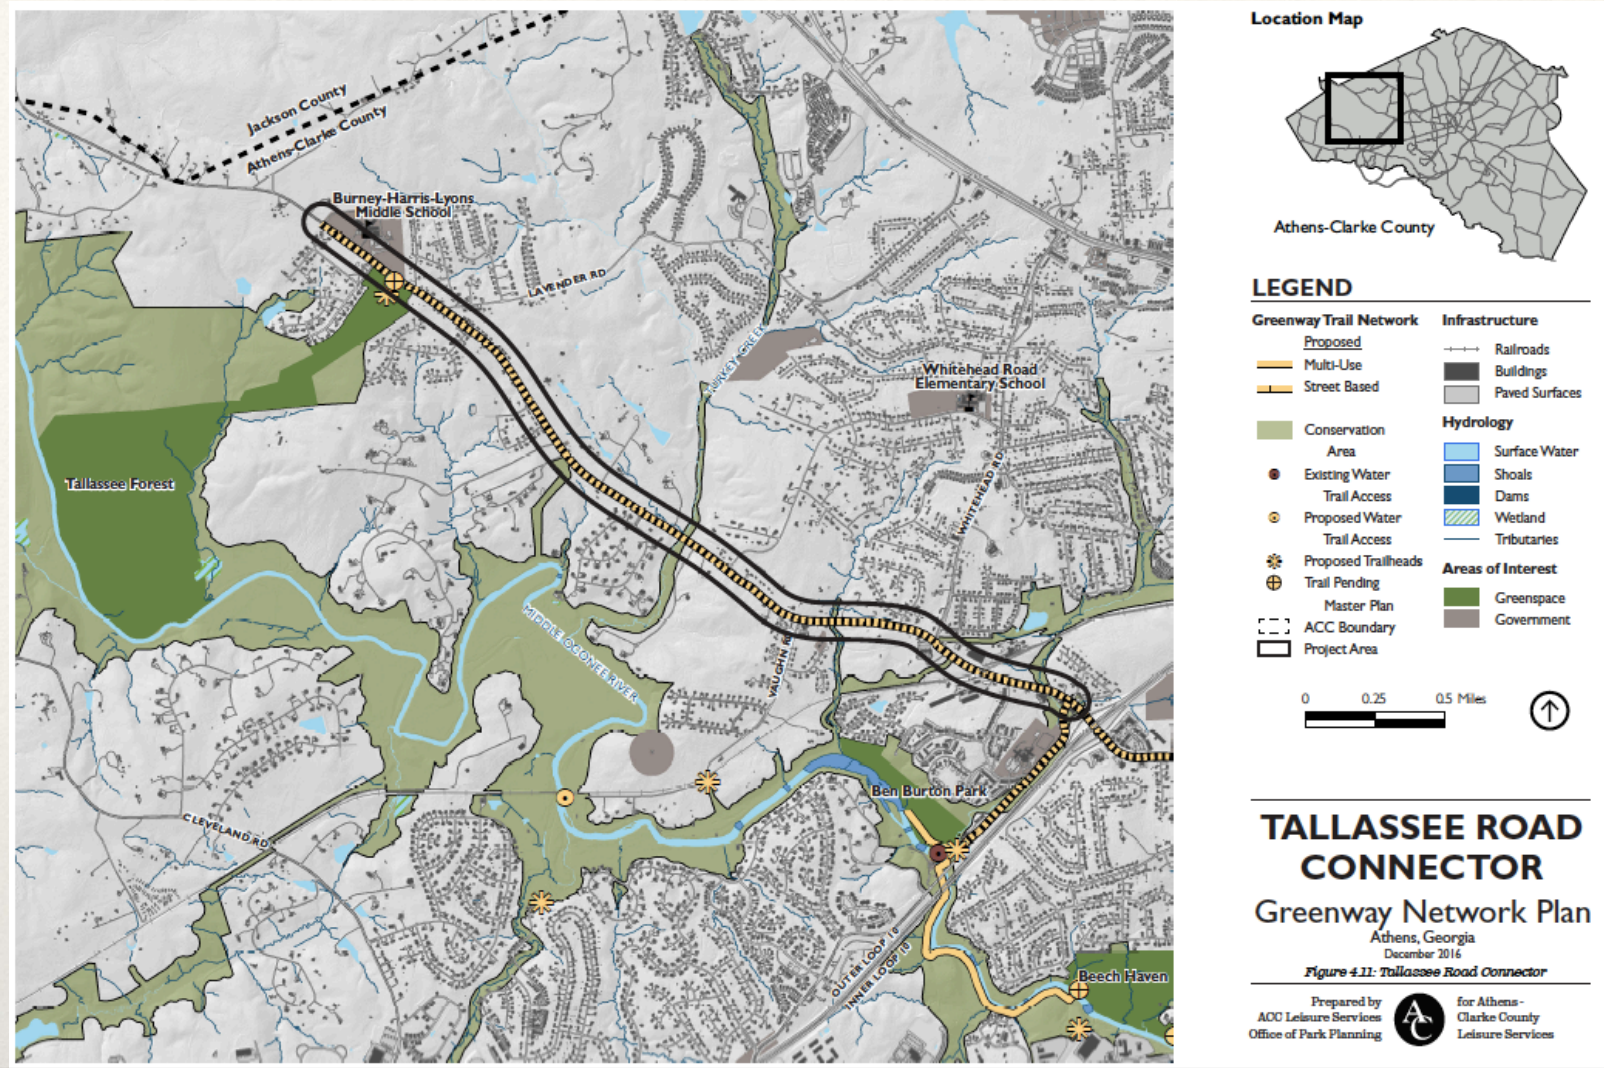 Jackson County
Athens-Clarke County
Burney-Harris-Lyons
Middle School
LAVENDER RD
TURKEY CREEK
Whitehead Road
Elementary School
WHITEHEAD RD
Tallassee Forest
MIDDLE OCONEE RIVER
VAUGHN RD
Ben Burton Park
CLEVELAND RD
OUTER LOOP 10
INNER LOOP 10
Beech Haven
Location Map
Athens-Clarke County
LEGEND
Greenway Trail Network
Proposed
Multi-Use
Street Based
Conservation
Area
Existing Water
Trail Access
Proposed Water
Trail Access
Proposed Trailheads
Trail Pending
Master Plan
ACC Boundary
Project Area
Infrastructure
Railroads
Buildings
Paved Surfaces
Hydrology
Surface Water
Shoals
Dams
Wetland
Tributaries
Areas of Interest
Greenspace
Government
0 0.25 0.5 Miles
TALLASSEE ROAD
CONNECTOR
Greenway Network Plan
Athens, Georgia
December 2016
Figure 4.11: Tallassee Road Connector
Prepared by
ACC Leisure Services
Office of Park Planning
AC
for Athens-
Clarke County
Leisure Services